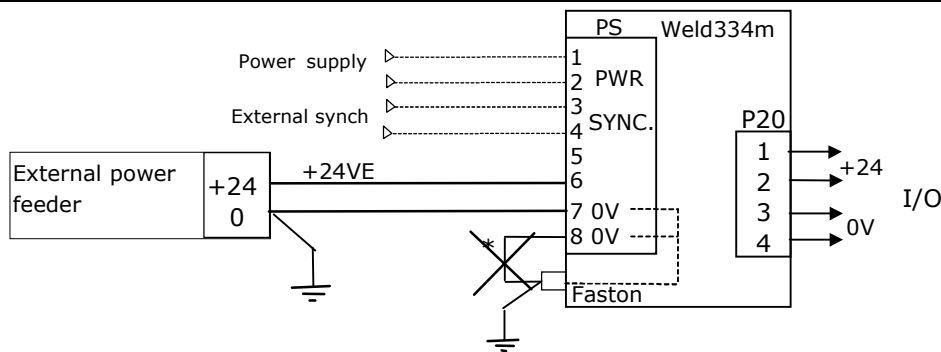 PS Weld334m
Power supply
1
2 PWR
3
External synch
4 SYNC.
5
6
7 0V
8 0V
P20
1
2
3
4
+24
0V
I/O
External power
feeder
+24
0
+24VE
*
Faston